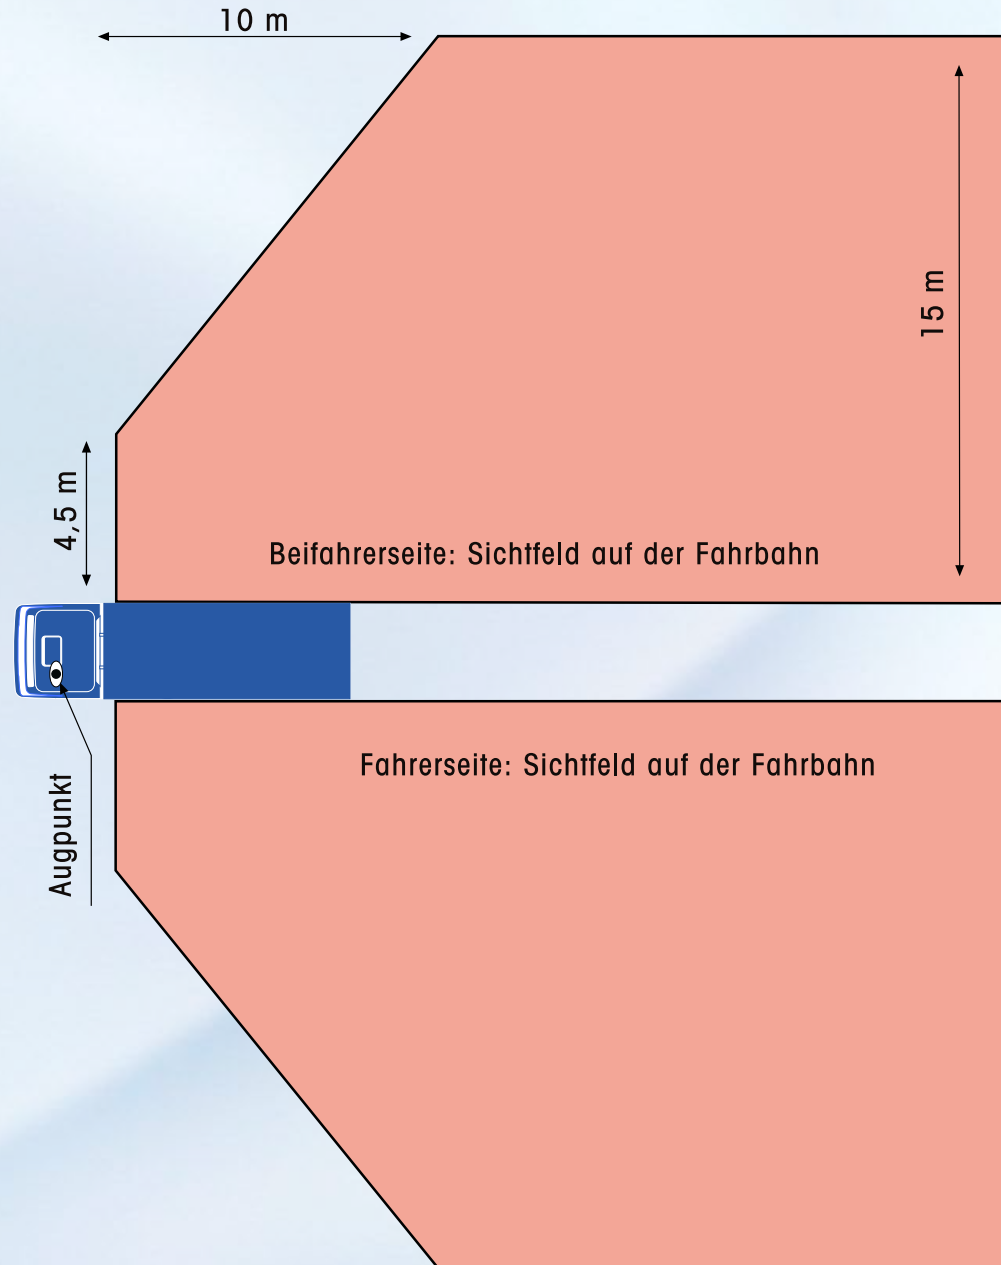 10 m
15 m
4,5 m
Beifahrerseite: Sichtfeld auf der Fahrbahn
Fahrerseite: Sichtfeld auf der Fahrbahn
Augpunkt